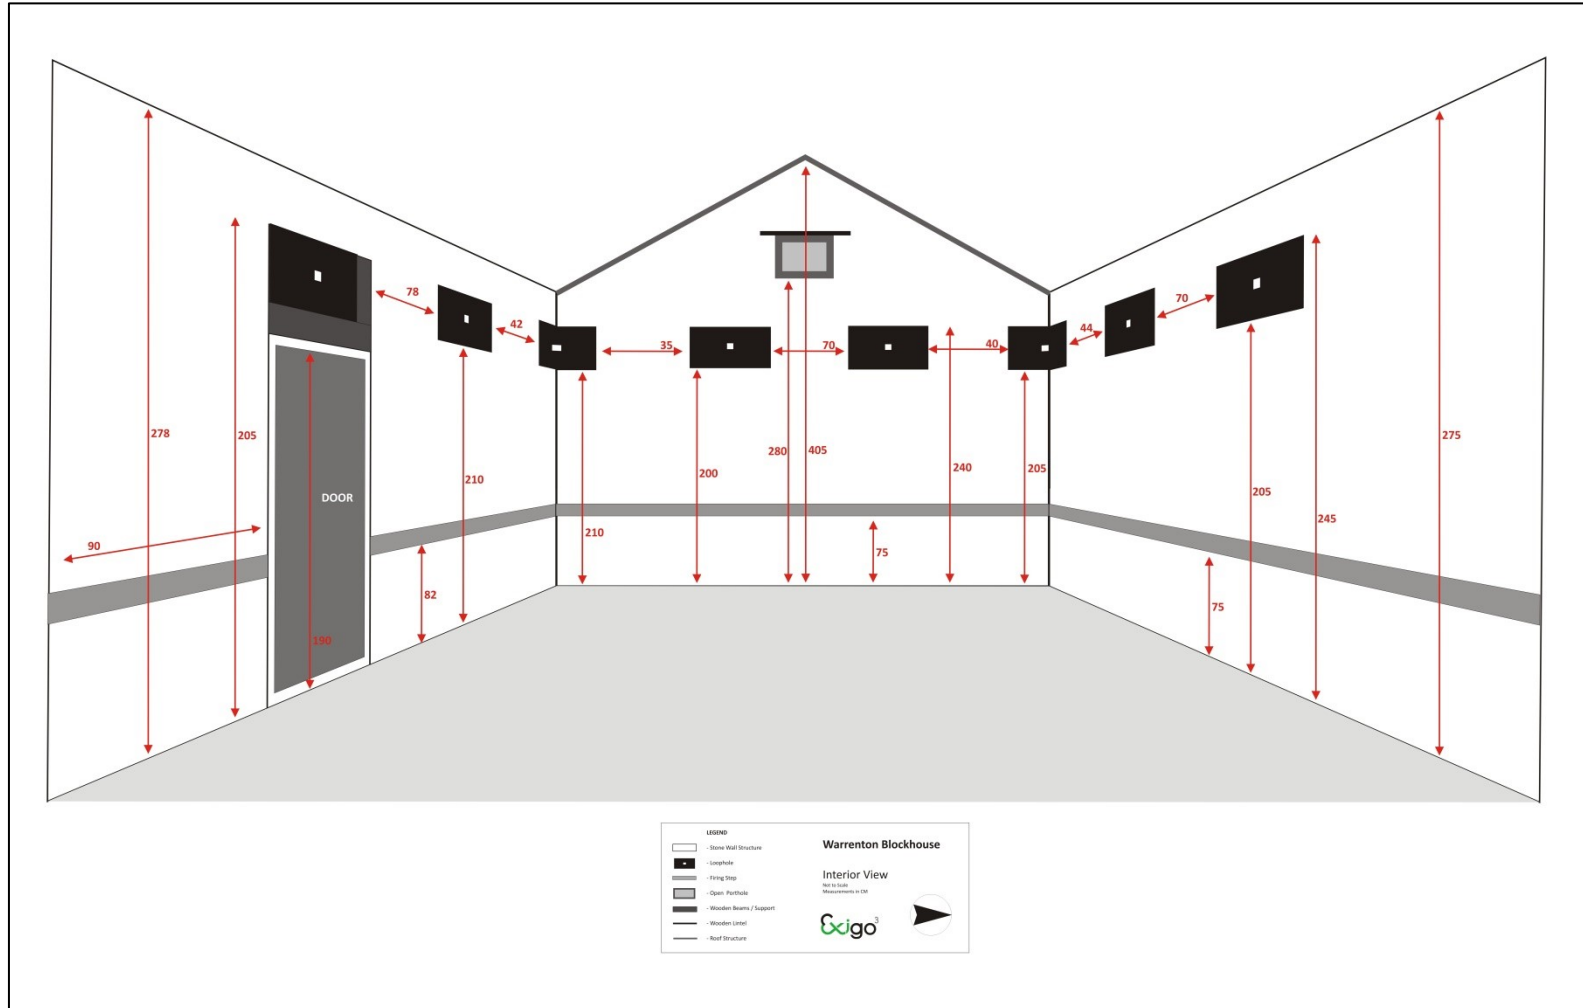 78
42
35
70
40
44
70
278
205
DOOR
210
200
280
405
240
205
205
245
275
90
210
75
82
75
190
LEGEND
- Stone Wall Structure
- Loophole
- Firing Step
- Open Porthole
- Wooden Beams / Support
- Wooden Lintel
- Roof Structure
Warrenton Blockhouse
Interior View
Not to Scale
Measurements in CM
Exigo3